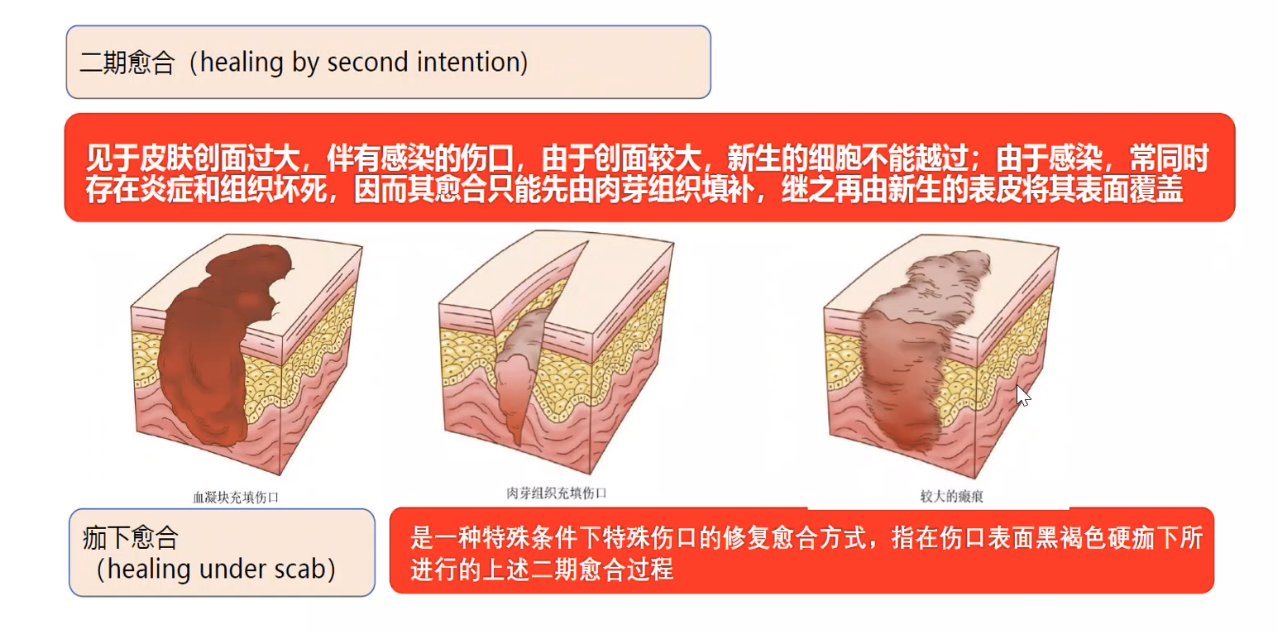 二期愈合（healing by second intention)
见于皮肤创面过大，伴有感染的伤口，由于创面较大，新生的细胞不能越过；由于感染，常同时
存在炎症和组织坏死，因而其愈合只能先由肉芽组织填补，继之再由新生的表皮将其表面覆盖
血凝块充填伤口
肉芽组织充填伤口
较大的瘢痕
痂下愈合
（healing under scab）
是一种特殊条件下特殊伤口的修复愈合方式，指在伤口表面黑褐色硬痂下所
进行的上述二期愈合过程